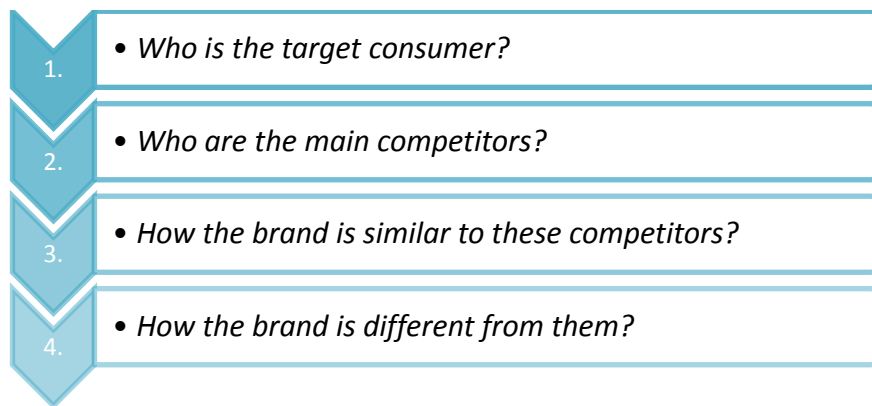 1.
• Who is the target consumer?
2.
• Who are the main competitors?
3.
• How the brand is similar to these competitors?
4.
• How the brand is different from them?